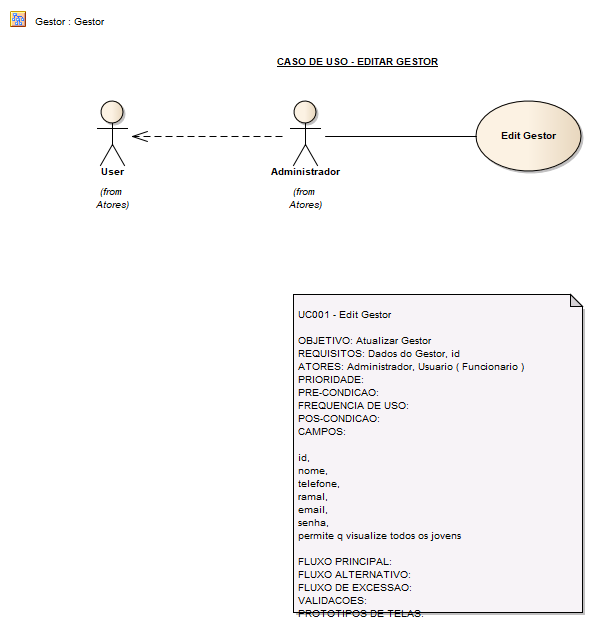 Gestor : Gestor
CASO DE USO - EDITAR GESTOR
User
(from
Atores)
Administrador
(from
Atores)
Edit Gestor
UC001 - Edit Gestor
OBJETIVO: Atualizar Gestor
REQUISITOS: Dados do Gestor, id
ATORES: Administrador, Usuario ( Funcionario )
PRIORIDADE:
PRE-CONDICAO:
FREQUENCIA DE USO:
POS-CONDICAO:
CAMPOS:
id,
nome,
telefone,
ramal,
email,
senha,
permite q visualize todos os jovens
FLUXO PRINCIPAL:
FLUXO ALTERNATIVO:
FLUXO DE EXCESSAO:
VALIDACOES:
PROTOTIPOS DE TELAS: